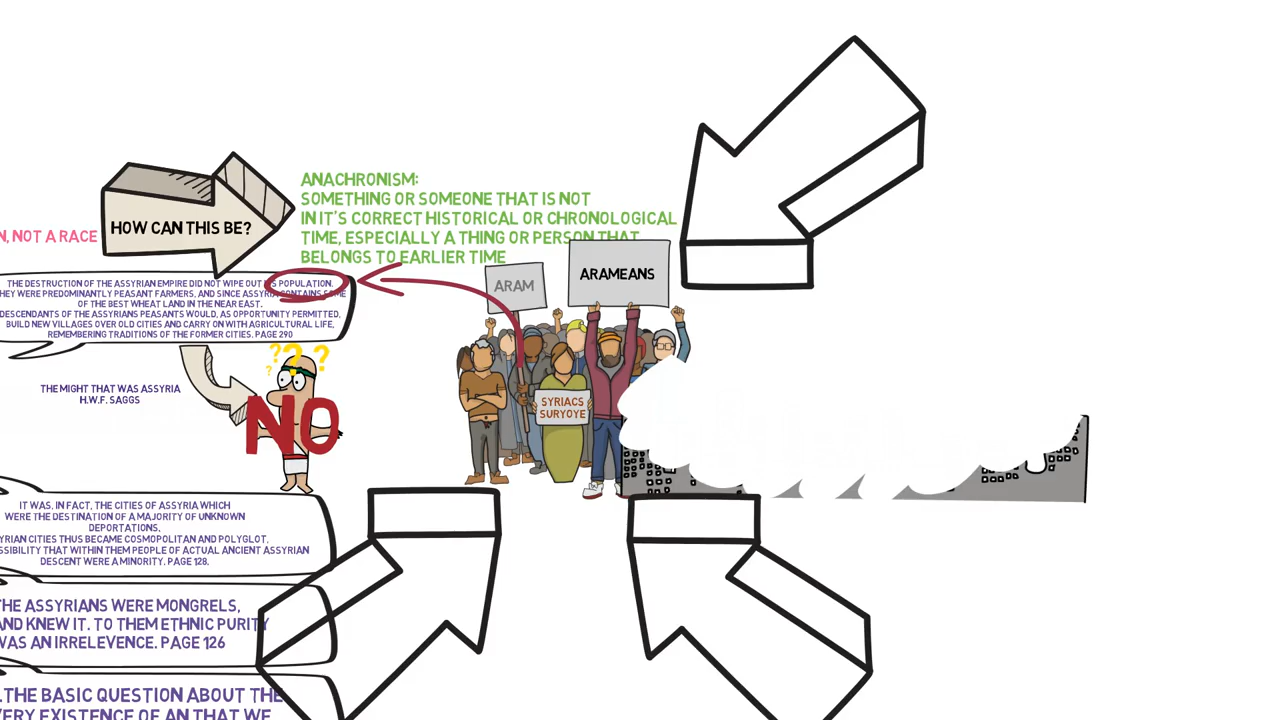 N, NOT A RACE
HOW CAN THIS BE?
ANACHRONISM:
SOMETHING OR SOMEONE THAT IS NOT
IN IT'S CORRECT HISTORICAL OR CHRONOLOGICAL
TIME, ESPECIALLY A THING OR PERSON THAT
BELONGS TO EARLIER TIME
THE DESTRUCTION OF THE ASSYRIAN EMPIRE DID NOT WIPE OUT ITS POPULATION.
HEY WERE PREDOMINANTLY PEASANT FARMERS, AND SINCE ASSYRIA CONTAINS SOME
OF THE BEST WHEAT LAND IN THE NEAR EAST,
DESCENDANTS OF THE ASSYRIANS PEASANTS WOULD, AS OPPORTUNITY PERMITTED,
BUILD NEW VILLAGES OVER OLD CITIES AND CARRY ON WITH AGRICULTURAL LIFE,
REMEMBERING TRADITIONS OF THE FORMER CITIES. PAGE 290
? ? ? ? ?
THE MIGHT THAT WAS ASSYRIA
H.W.F. SAGGS
NO
ARAM
ARAMEANS
SYRIACS
SURYOYE
IT WAS, IN FACT, THE CITIES OF ASSYRIA WHICH
WERE THE DESTINATION OF A MAJORITY OF UNKNOWN
DEPORTATIONS.
YRIAN CITIES THUS BECAME COSMOPOLITAN AND POLYGLOT,
SSIBILITY THAT WITHIN THEM PEOPLE OF ACTUAL ANCIENT ASSYRIAN
DESCENT WERE A MINORITY. PAGE 128.
HE ASSYRIANS WERE MONGRELS,
AND KNEW IT. TO THEM ETHNIC PURITY
WAS AN IRRELEVENCE. PAGE 126
.THE BASIC QUESTION ABOUT THE
VERY EXISTENCE OF AN THAT WE